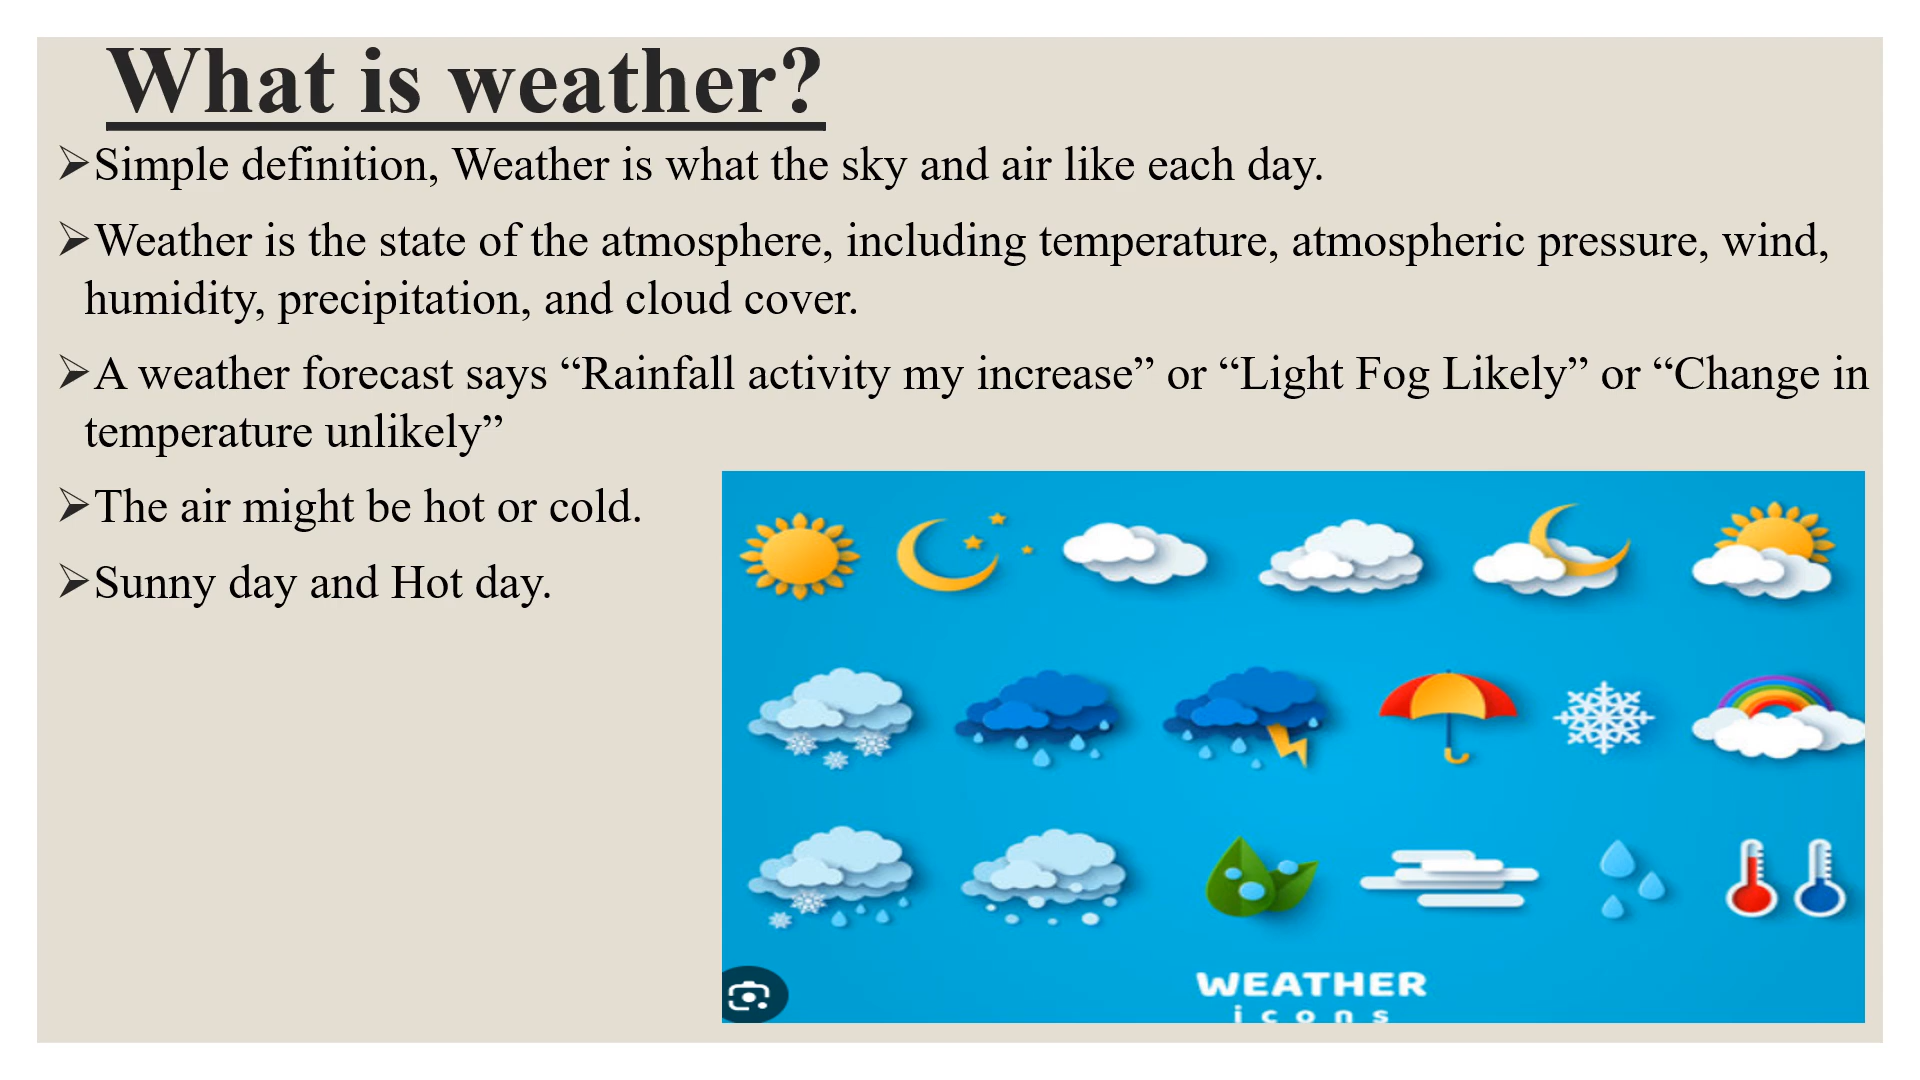 What is weather?
➢Simple definition, Weather is what the sky and air like each day.
➢Weather is the state of the atmosphere, including temperature, atmospheric pressure, wind,
humidity, precipitation, and cloud cover.
➢A weather forecast says “Rainfall activity my increase” or “Light Fog Likely” or “Change in
temperature unlikely”
➢The air might be hot or cold.
➢Sunny day and Hot day.
WEATHER
icons